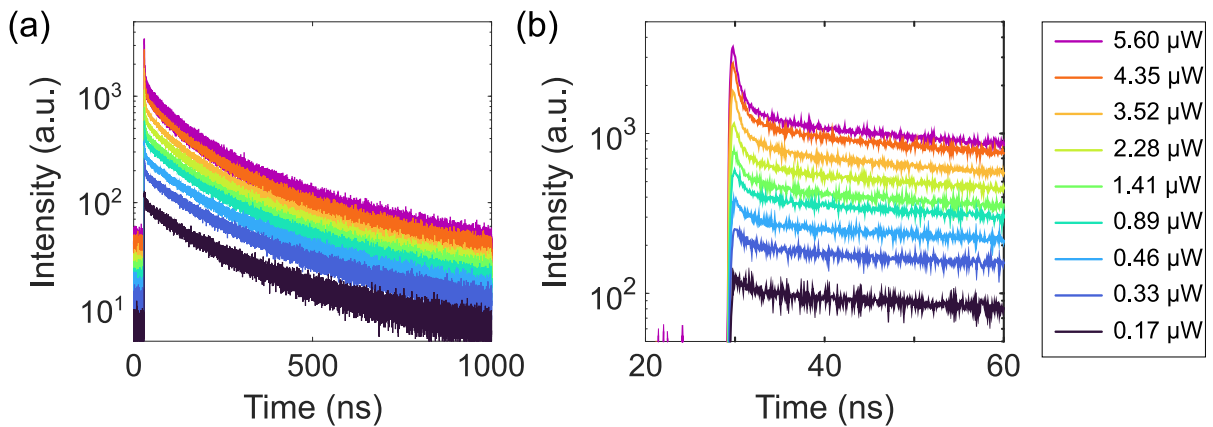 (a)
Intensity (a.u.)
10³
10²
10¹
0
500
1000
Time (ns)
(b)
Intensity (a.u.)
10³
10²
20
40
60
Time (ns)
5.60 µW
4.35 µW
3.52 µW
2.28 µW
1.41 µW
0.89 µW
0.46 µW
0.33 µW
0.17 µW